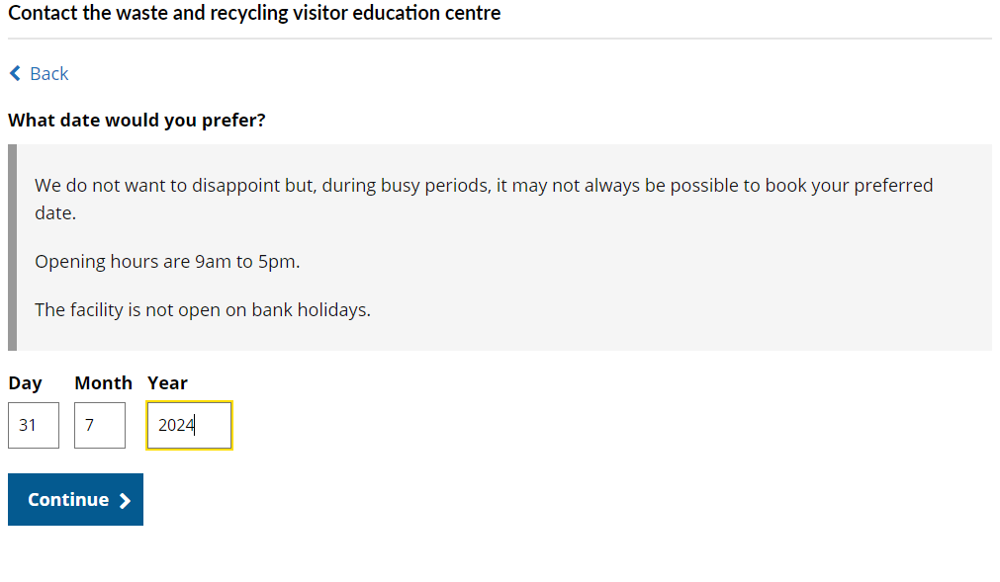 Contact the waste and recycling visitor education centre
Back
What date would you prefer?
We do not want to disappoint but, during busy periods, it may not always be possible to book your preferred
date.
Opening hours are 9am to 5pm.
The facility is not open on bank holidays.
Day Month Year
31 7 2024
Continue